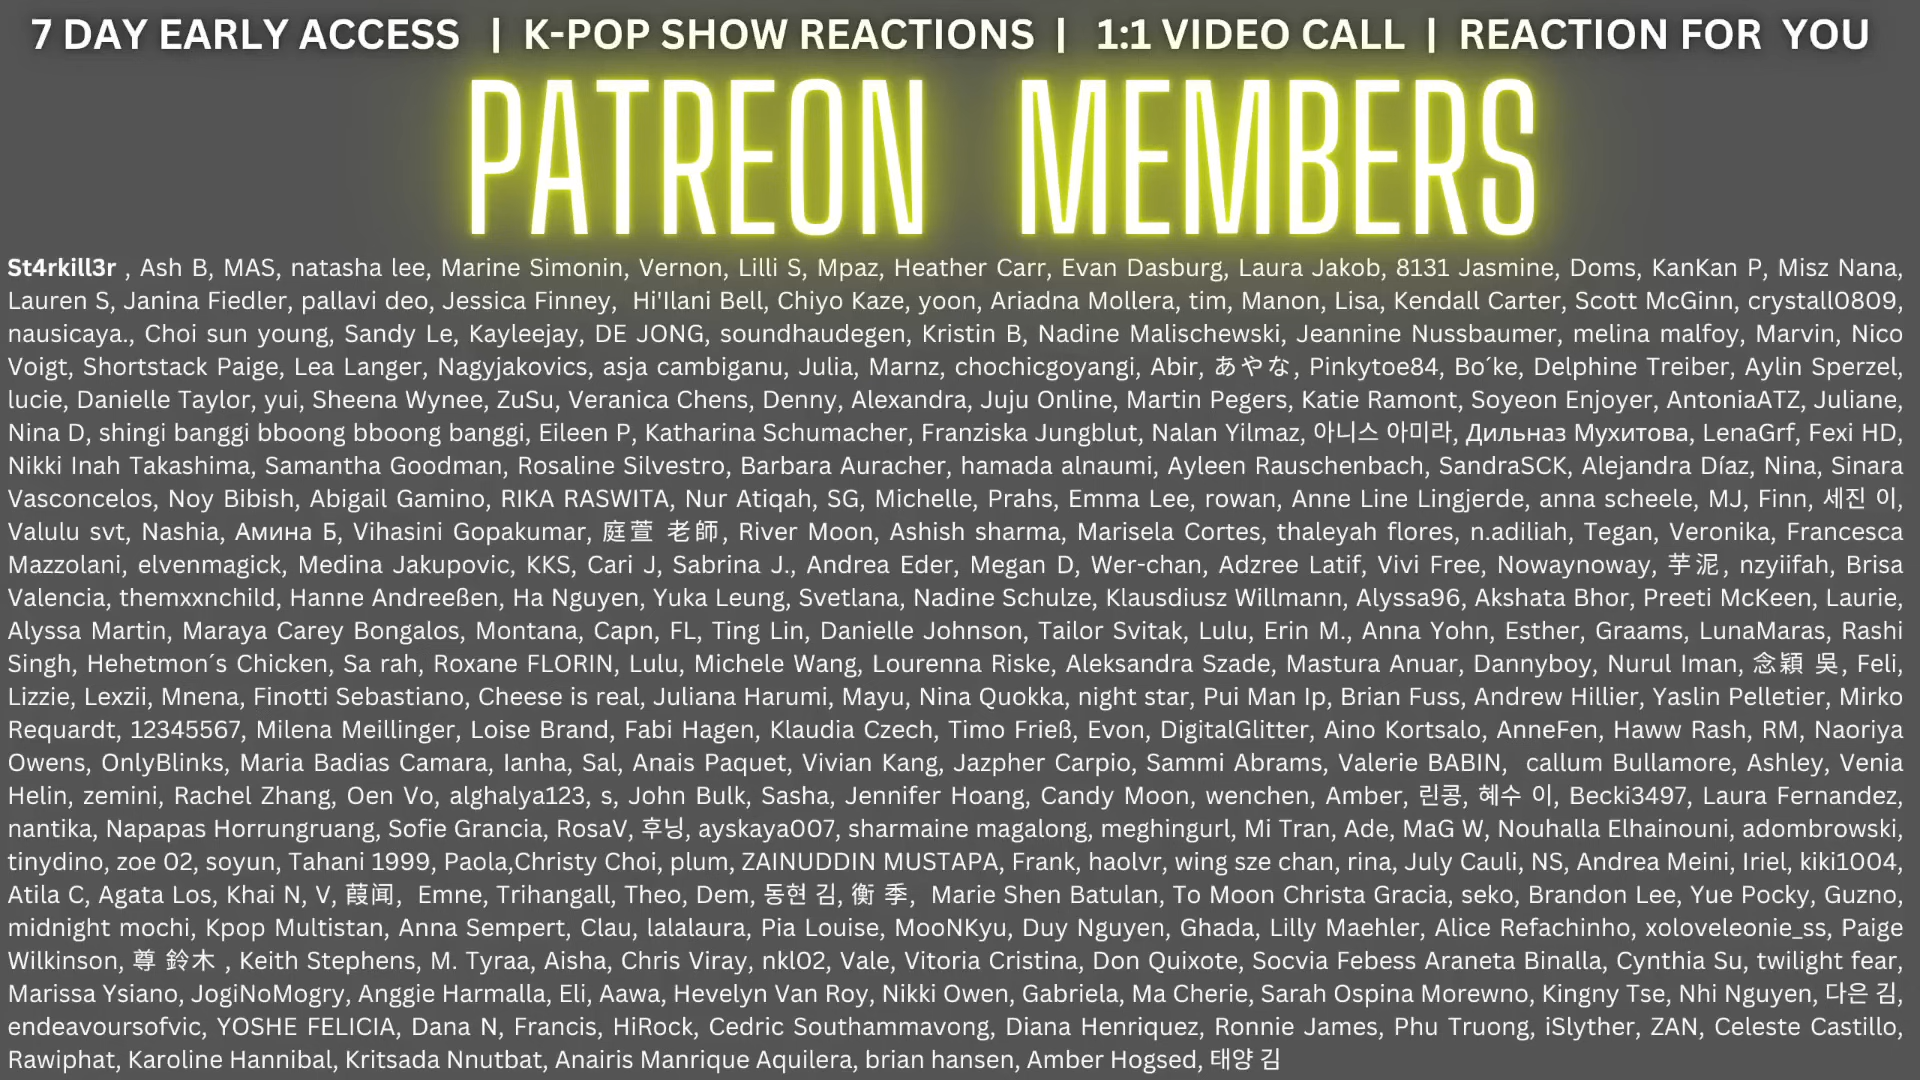 7 DAY EARLY ACCESS | K-POP SHOW REACTIONS | 1:1 VIDEO CALL | REACTION FOR YOU
PATREON MEMBERS
St4rkill3r , Ash B, MAS, natasha lee, Marine Simonin, Vernon, Lilli S, Mpaz, Heather Carr, Evan Dasburg, Laura Jakob, 8131 Jasmine, Doms, KanKan P, Misz Nana,
Lauren S, Janina Fiedler, pallavi deo, Jessica Finney, Hi'Ilani Bell, Chiyo Kaze, yoon, Ariadna Mollera, tim, Manon, Lisa, Kendall Carter, Scott McGinn, crystall0809,
nausicaya., Choi sun young, Sandy Le, Kayleejay, DE JONG, soundhaudegen, Kristin B, Nadine Malischewski, Jeannine Nussbaumer, melina malfoy, Marvin, Nico
Voigt, Shortstack Paige, Lea Langer, Nagyjakovics, asja cambiganu, Julia, Marnz, chochicgoyangi, Abir, あやな, Pinkytoe84, Bo´ke, Delphine Treiber, Aylin Sperzel,
lucie, Danielle Taylor, yui, Sheena Wynee, ZuSu, Veranica Chens, Denny, Alexandra, Juju Online, Martin Pegers, Katie Ramont, Soyeon Enjoyer, AntoniaATZ, Juliane,
Nina D, shingi banggi bboong bboong banggi, Eileen P, Katharina Schumacher, Franziska Jungblut, Nalan Yilmaz, 아니스 아미라, Дильназ Мухитова, LenaGrf, Fexi HD,
Nikki Inah Takashima, Samantha Goodman, Rosaline Silvestro, Barbara Auracher, hamada alnaumi, Ayleen Rauschenbach, SandraSCK, Alejandra Díaz, Nina, Sinara
Vasconcelos, Noy Bibish, Abigail Gamino, RIKA RASWITA, Nur Atiqah, SG, Michelle, Prahs, Emma Lee, rowan, Anne Line Lingjerde, anna scheele, MJ, Finn, 세진 이,
Valulu svt, Nashia, Амина Б, Vihasini Gopakumar, 庭萱 老師, River Moon, Ashish sharma, Marisela Cortes, thaleyah flores, n.adiliah, Tegan, Veronika, Francesca
Mazzolani, elvenmagick, Medina Jakupovic, KKS, Cari J, Sabrina J., Andrea Eder, Megan D, Wer-chan, Adzree Latif, Vivi Free, Nowaynoway, 芋泥, nzyiifah, Brisa
Valencia, themxxnchild, Hanne Andreeßen, Ha Nguyen, Yuka Leung, Svetlana, Nadine Schulze, Klausdiusz Willmann, Alyssa96, Akshata Bhor, Preeti McKeen, Laurie,
Alyssa Martin, Maraya Carey Bongalos, Montana, Capn, FL, Ting Lin, Danielle Johnson, Tailor Svitak, Lulu, Erin M., Anna Yohn, Esther, Graams, LunaMaras, Rashi
Singh, Hehetmon´s Chicken, Sa rah, Roxane FLORIN, Lulu, Michele Wang, Lourenna Riske, Aleksandra Szade, Mastura Anuar, Dannyboy, Nurul Iman, 念穎 吳, Feli,
Lizzie, Lexzii, Mnena, Finotti Sebastiano, Cheese is real, Juliana Harumi, Mayu, Nina Quokka, night star, Pui Man Ip, Brian Fuss, Andrew Hillier, Yaslin Pelletier, Mirko
Requardt, 12345567, Milena Meillinger, Loise Brand, Fabi Hagen, Klaudia Czech, Timo Frieß, Evon, DigitalGlitter, Aino Kortsalo, AnneFen, Haww Rash, RM, Naoriya
Owens, OnlyBlinks, Maria Badias Camara, Ianha, Sal, Anais Paquet, Vivian Kang, Jazpher Carpio, Sammi Abrams, Valerie BABIN, callum Bullamore, Ashley, Venia
Helin, zemini, Rachel Zhang, Oen Vo, alghalya123, s, John Bulk, Sasha, Jennifer Hoang, Candy Moon, wenchen, Amber, 린콩, 혜수 이, Becki3497, Laura Fernandez,
nantika, Napapas Horrungruang, Sofie Grancia, RosaV, 후닝, ayskaya007, sharmaine magalong, meghingurl, Mi Tran, Ade, MaG W, Nouhalla Elhainouni, adombrowski,
tinydino, zoe 02, soyun, Tahani 1999, Paola,Christy Choi, plum, ZAINUDDIN MUSTAPA, Frank, haolvr, wing sze chan, rina, July Cauli, NS, Andrea Meini, Iriel, kiki1004,
Atila C, Agata Los, Khai N, V, 葭闻, Emne, Trihangall, Theo, Dem, 동현 김, 衡 季, Marie Shen Batulan, To Moon Christa Gracia, seko, Brandon Lee, Yue Pocky, Guzno,
midnight mochi, Kpop Multistan, Anna Sempert, Clau, lalalaura, Pia Louise, MooNKyu, Duy Nguyen, Ghada, Lilly Maehler, Alice Refachinho, xoloveleonie_ss, Paige
Wilkinson, 尊 鈴木 , Keith Stephens, M. Tyraa, Aisha, Chris Viray, nkl02, Vale, Vitoria Cristina, Don Quixote, Socvia Febess Araneta Binalla, Cynthia Su, twilight fear,
Marissa Ysiano, JogiNoMogry, Anggie Harmalla, Eli, Aawa, Hevelyn Van Roy, Nikki Owen, Gabriela, Ma Cherie, Sarah Ospina Morewno, Kingny Tse, Nhi Nguyen, 다은 김,
endeavoursofvic, YOSHE FELICIA, Dana N, Francis, HiRock, Cedric Southammavong, Diana Henriquez, Ronnie James, Phu Truong, iSlyther, ZAN, Celeste Castillo,
Rawiphat, Karoline Hannibal, Kritsada Nnutbat, Anairis Manrique Aquilera, brian hansen, Amber Hogsed, 태양 김